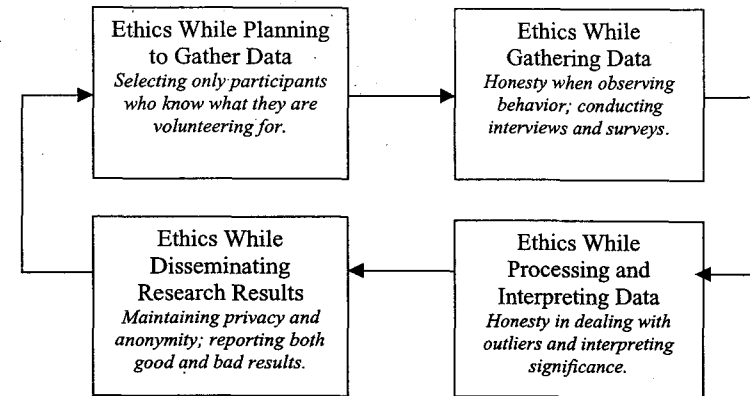 Ethics While Planning
to Gather Data
Selecting only participants
who know what they are
volunteering for.
Ethics While
Gathering Data
Honesty when observing
behavior; conducting
interviews and surveys.
Ethics While
Disseminating
Research Results
Maintaining privacy and
anonymity; reporting both
good and bad results.
Ethics While
Processing and
Interpreting Data
Honesty in dealing with
outliers and interpreting
significance.